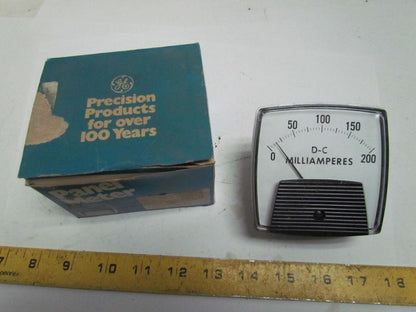 GE
Precision
Products
for over
100 Years
Panel
Meter
0 50 100 150 200
D-C
MILLIAMPERES
7 8 9 10 11 12 13 14 15 16 17 18